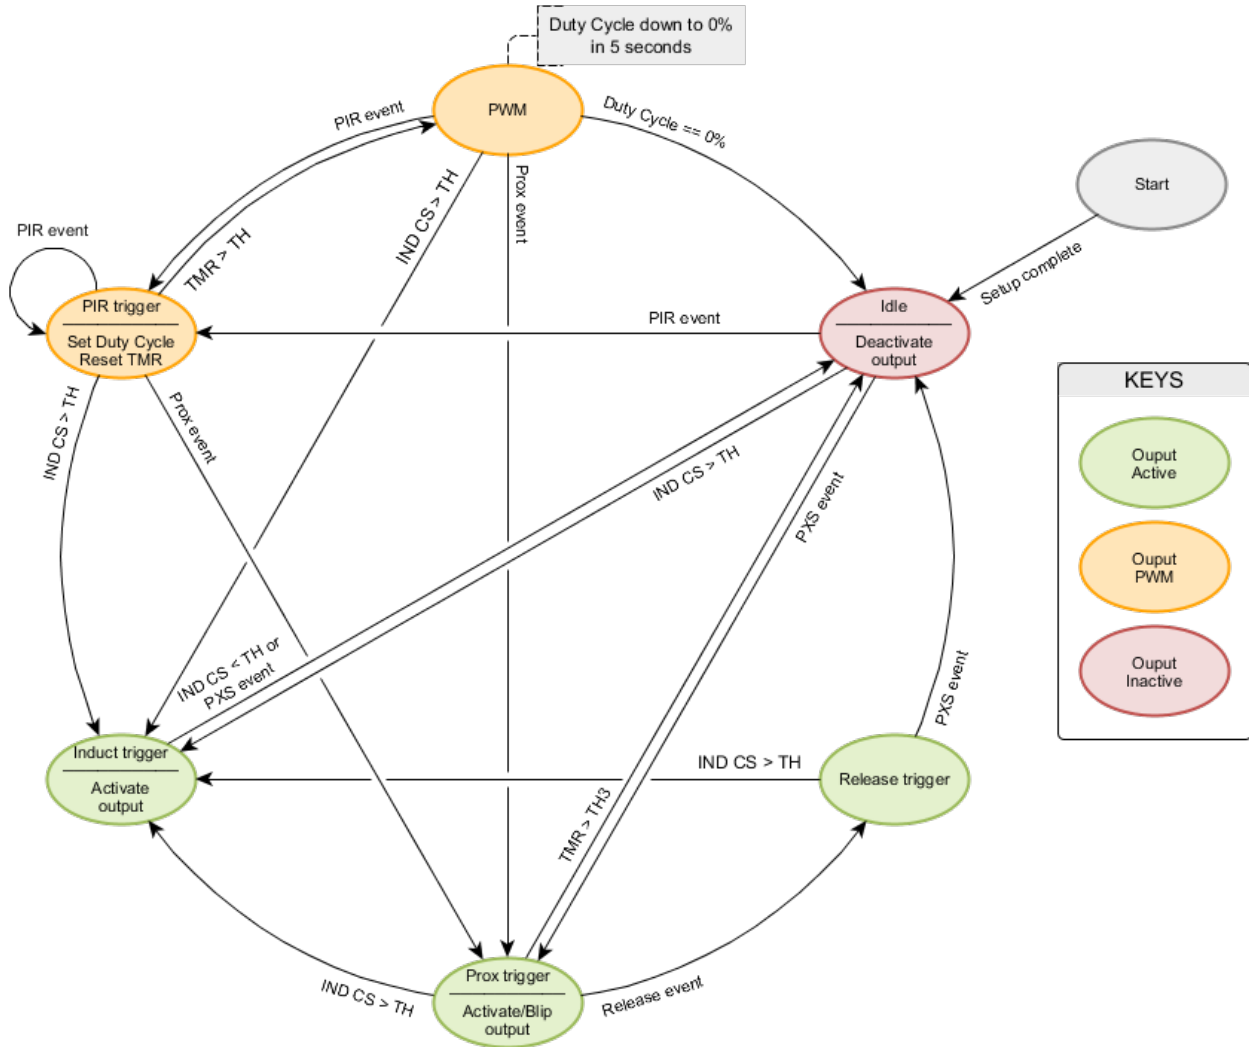 Duty Cycle down to 0%
in 5 seconds
PWM
PIR event
Duty Cycle == 0%
Start
Prox event
IND CS > TH
TMR > TH
PIR event
Setup complete
PIR trigger
Set Duty Cycle
Reset TMR
PIR event
Idle
Deactivate
output
KEYS
Ouput
Active
Ouput
PWM
Ouput
Inactive
IND CS > TH
Prox event
IND CS > TH
PXS event
IND CS < TH or
PXS event
PXS event
Induct trigger
Activate
output
IND CS > TH
Release trigger
TMR > TH3
IND CS > TH
Prox trigger
Activate/Blip
output
Release event